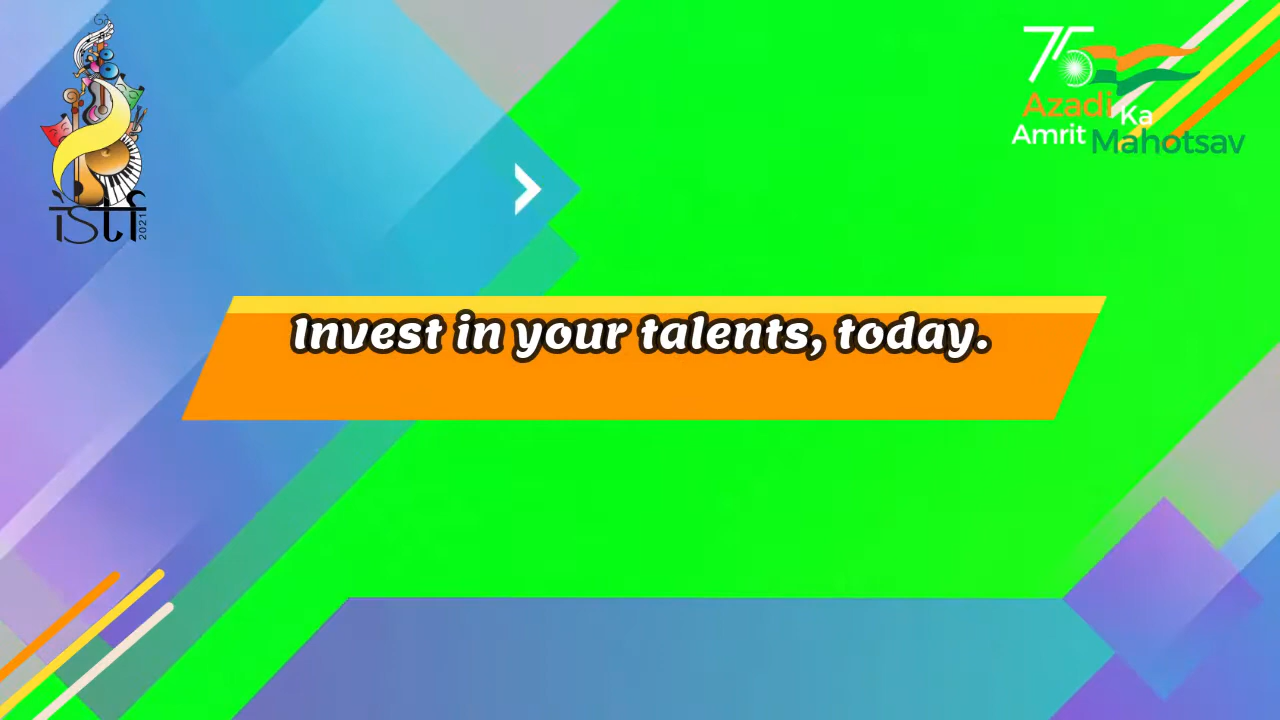 75
Azadi Ka
Amrit Mahotsav
istf 2021
Invest in your talents, today.